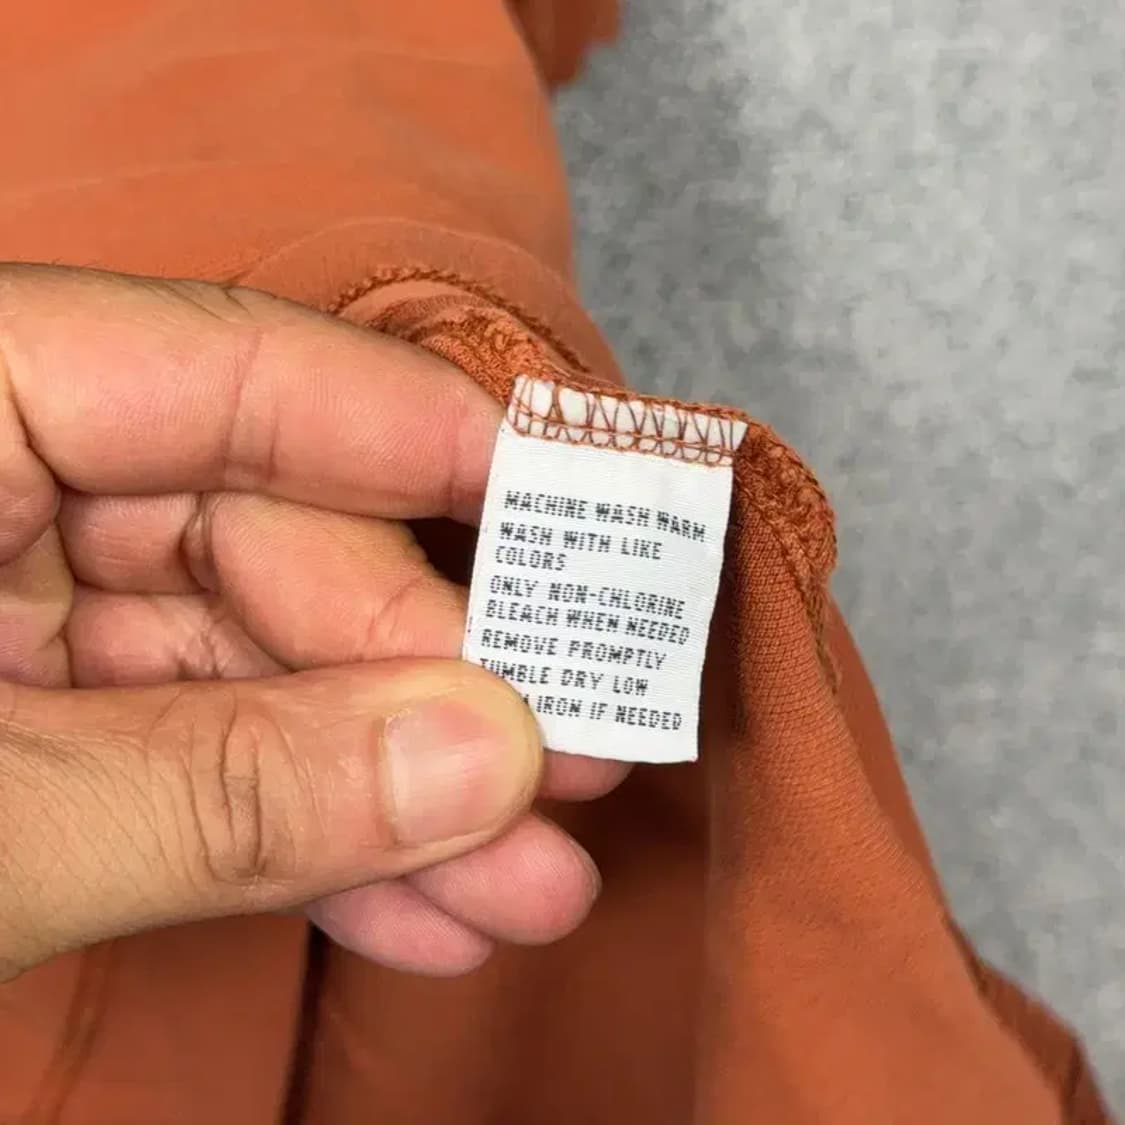 MACHINE WASH WARM
WASH WITH LIKE
COLORS
ONLY NON-CHLORINE
BLEACH WHEN NEEDED
REMOVE PROMPTLY
TUMBLE DRY LOW
IRON IF NEEDED